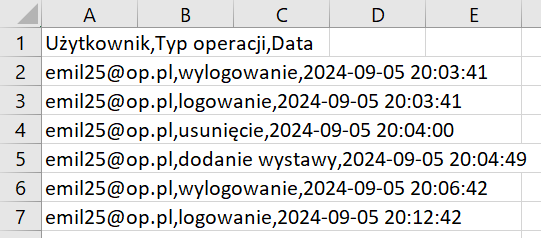 A B C D E
1 Użytkownik,Typ operacji,Data
2 emil25@op.pl,wylogowanie,2024-09-05 20:03:41
3 emil25@op.pl,logowanie,2024-09-05 20:03:41
4 emil25@op.pl,usunięcie,2024-09-05 20:04:00
5 emil25@op.pl,dodanie wystawy,2024-09-05 20:04:49
6 emil25@op.pl,wylogowanie,2024-09-05 20:06:42
7 emil25@op.pl,logowanie,2024-09-05 20:12:42